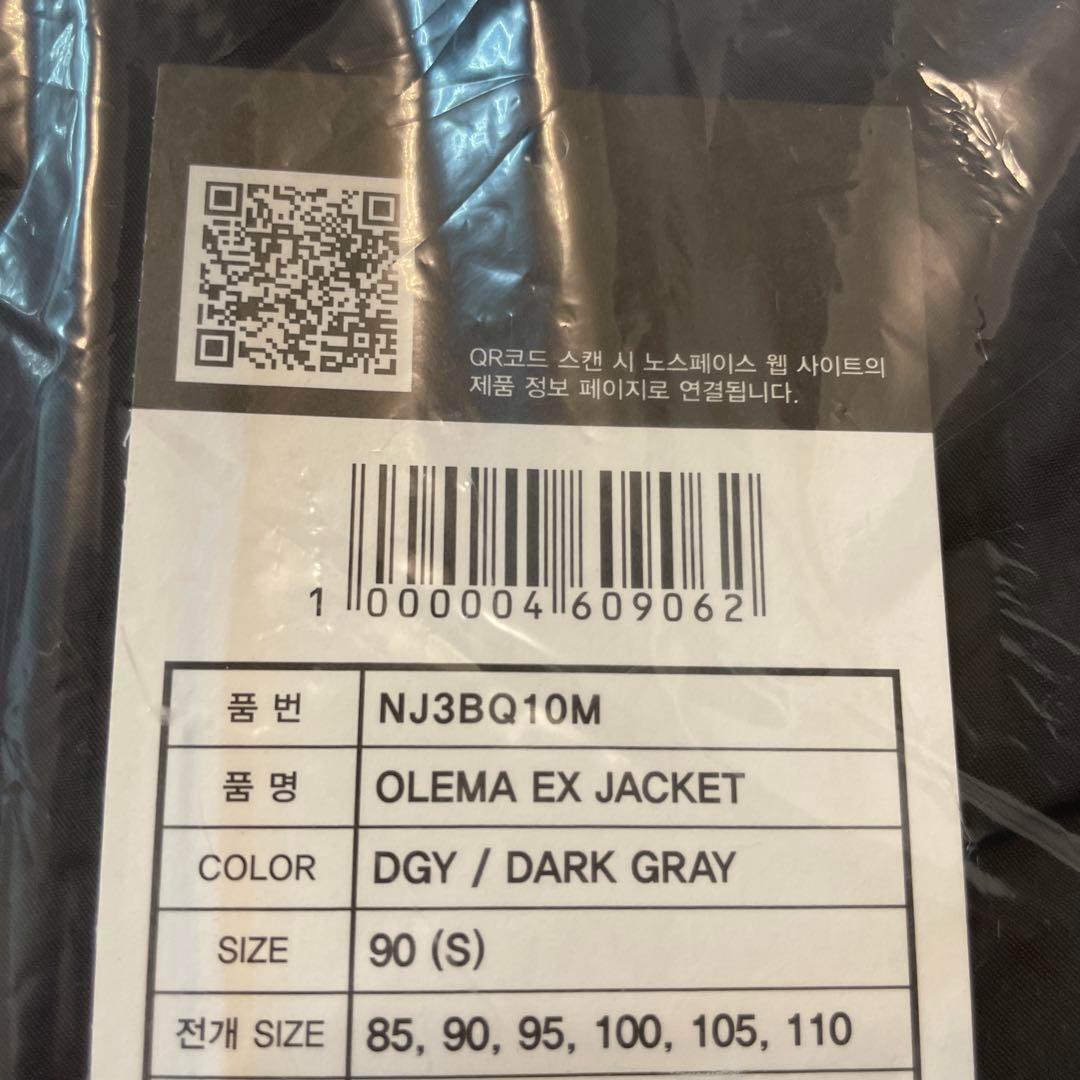 QR코드 스캔 시 노스페이스 웹 사이트의
제품 정보 페이지로 연결됩니다.
1 000004 609062
품 번 NJ3BQ10M
품 명 OLEMA EX JACKET
COLOR DGY / DARK GRAY
SIZE 90 (S)
전개 SIZE 85, 90, 95, 100, 105, 110